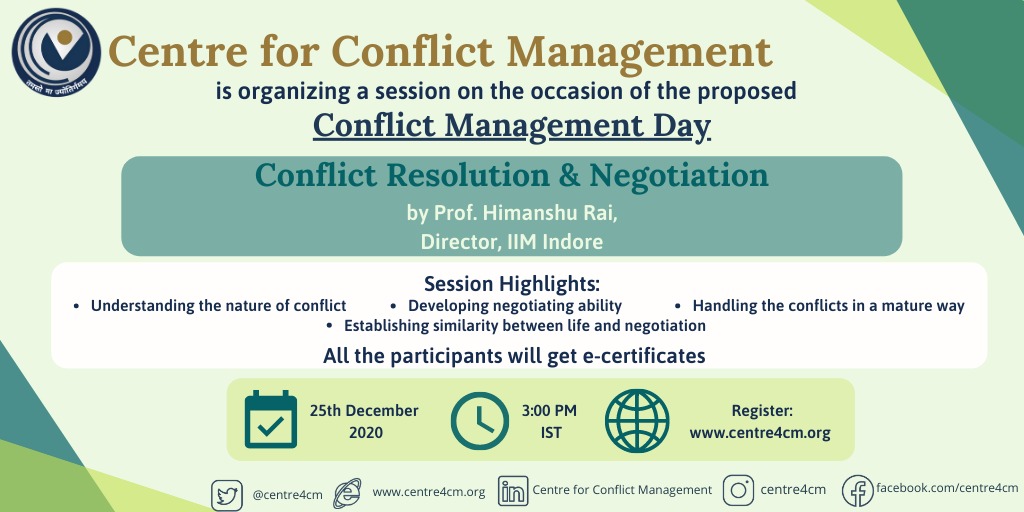 Centre for Conflict Management
is organizing a session on the occasion of the proposed
Conflict Management Day
Conflict Resolution & Negotiation
by Prof. Himanshu Rai,
Director, IIM Indore
Session Highlights:
• Understanding the nature of conflict • Developing negotiating ability • Handling the conflicts in a mature way
• Establishing similarity between life and negotiation
All the participants will get e-certificates
25th December
2020
3:00 PM
IST
Register:
www.centre4cm.org
@centre4cm www.centre4cm.org Centre for Conflict Management centre4cm facebook.com/centre4cm
तमसो मा ज्योतिर्गमय